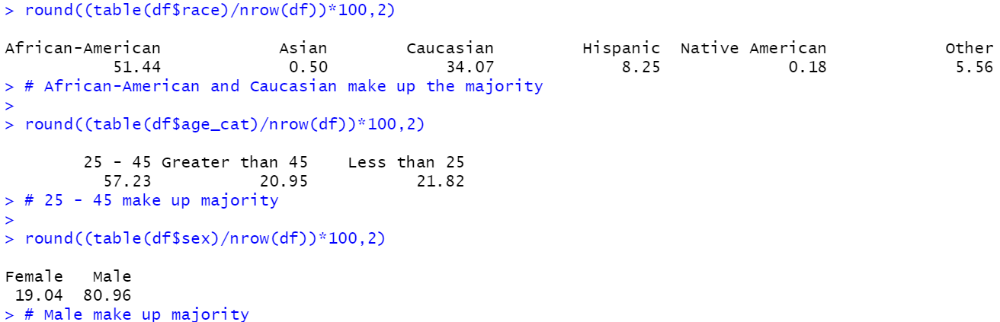 > round((table(df$race)/nrow(df))*100,2)
African-American Asian Caucasian Hispanic Native American Other
51.44 0.50 34.07 8.25 0.18 5.56
> # African-American and Caucasian make up the majority
>
> round((table(df$age_cat)/nrow(df))*100,2)
25 - 45 Greater than 45 Less than 25
57.23 20.95 21.82
> # 25 - 45 make up majority
>
> round((table(df$sex)/nrow(df))*100,2)
Female Male
19.04 80.96
> # Male make up majority